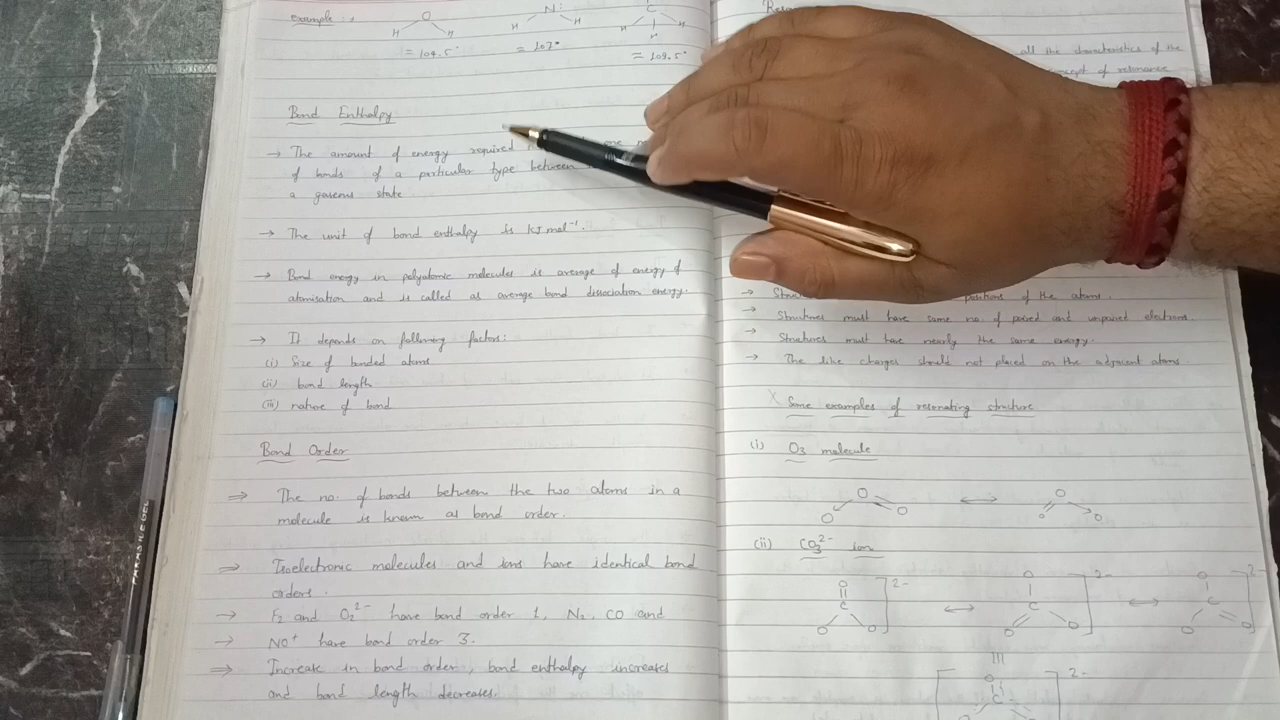 example :-
O
H H
= 104.5°
N:
H H
= 107°
C
H H
= 109.5°
Bond Enthalpy
→ The amount of energy required
of bonds of a particular type between
a gaseous state
→ The unit of bond enthalpy is KJ mol⁻¹.
→ Bond energy in polyatomic molecules is average of energy of
atomisation and is called as average bond dissociation energy.
→ It depends on following factors:
(i) Size of bonded atoms
(ii) bond length
(iii) nature of bond
Bond Order
⇒ The no. of bonds between the two atoms in a
molecule is known as bond order.
⇒ Isoelectronic molecules and ions have identical bond
orders.
→ F₂ and O₂²⁻ have bond order 1, N₂, CO and
→ NO⁺ have bond order 3.
⇒ Increase in bond order, bond enthalpy increases
and bond length decreases.
all the characteristics of the
positions of the atoms.
→ Structures must have same no. of paired and unpaired electrons.
→ Structures must have nearly the same energy.
→ The like charges should not placed on the adjacent atoms.
X Some examples of resonating structure
(i) O₃ molecule
O O O ↔ O O O
(ii) CO₃²⁻ ion
O C O O ]²⁻ ↔ O C O O ]²⁻ ↔ O C O O ]²⁻
|||
[ O C ]²⁻